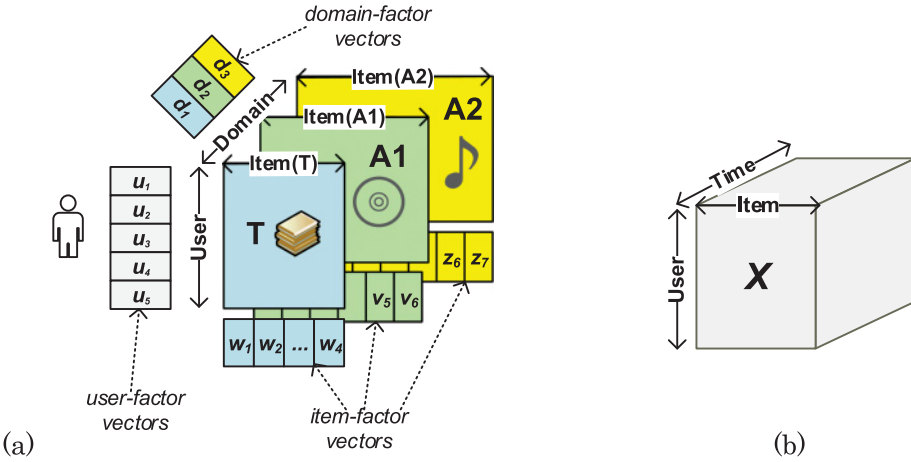 domain-factor
vectors
d1
d2
d3
Domain
Item(A2)
A2
Item(A1)
A1
Item(T)
T
User
u1
u2
u3
u4
u5
z6 z7
v5 v6
w1 w2 ... w4
user-factor
vectors
item-factor
vectors
(a)
Time
Item
User
X
(b)